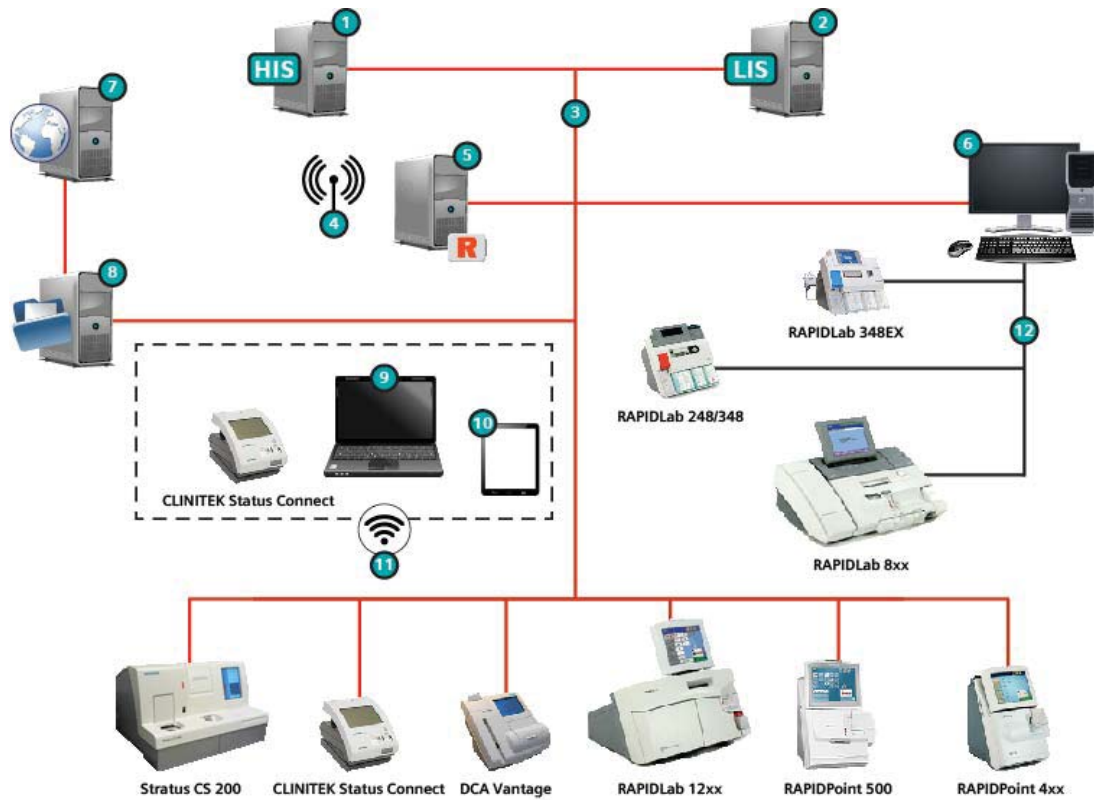 1
2
HIS
LIS
7
3
5
6
4
R
8
RAPIDLab 348EX
12
9
RAPIDLab 248/348
10
CLINITEK Status Connect
11
RAPIDLab 8xx
Stratus CS 200
CLINITEK Status Connect
DCA Vantage
RAPIDLab 12xx
RAPIDPoint 500
RAPIDPoint 4xx